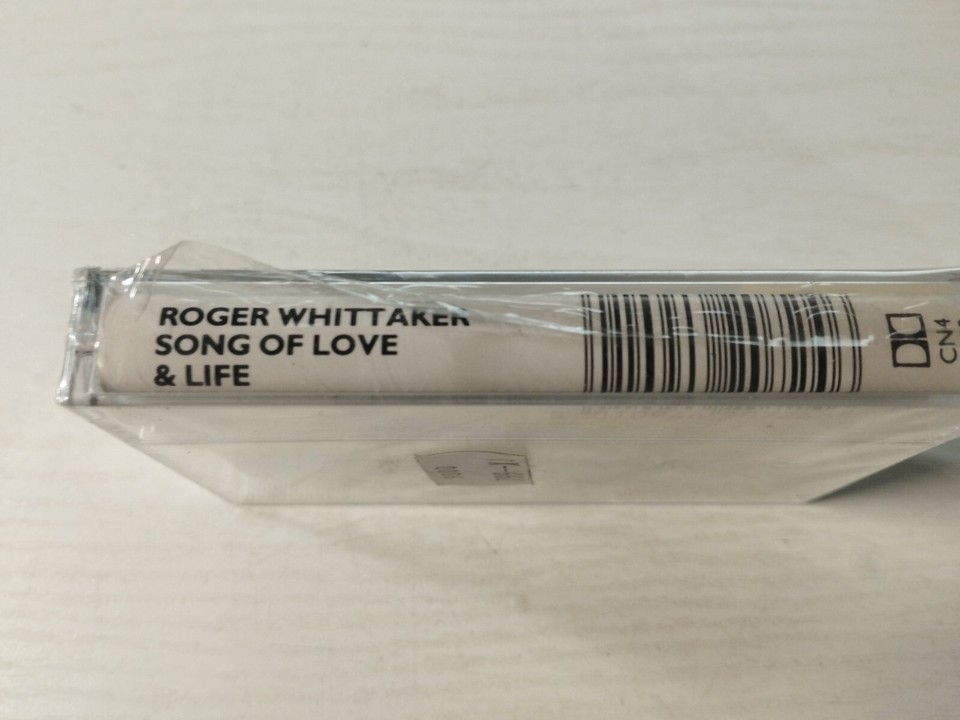 ROGER WHITTAKER
SONG OF LOVE
& LIFE
CN4